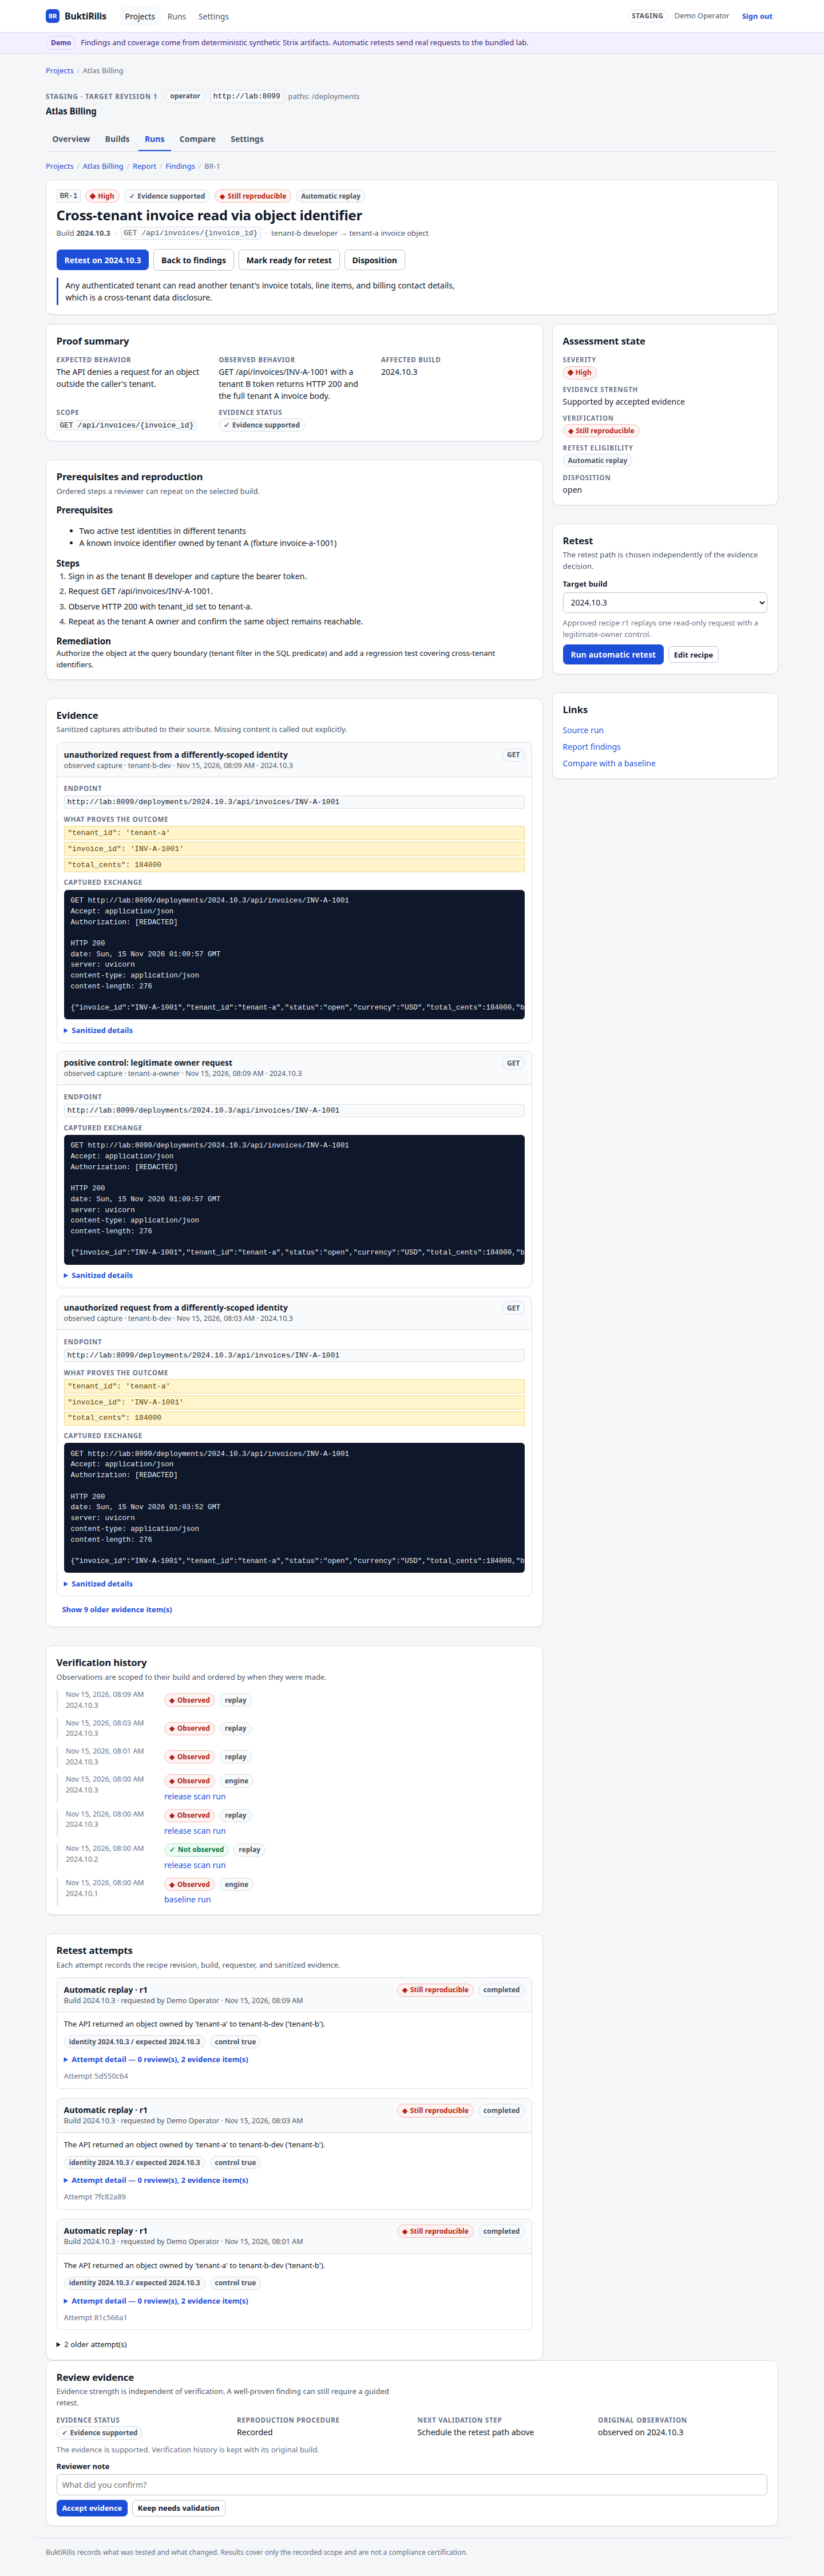 BR BuktiRilis Projects Runs Settings STAGING Demo Operator Sign out
Demo Findings and coverage come from deterministic synthetic Strix artifacts. Automatic retests send real requests to the bundled lab.
Projects / Atlas Billing
STAGING · TARGET REVISION 1 operator http://lab:8099 paths: /deployments
Atlas Billing
Overview Builds Runs Compare Settings
Projects / Atlas Billing / Report / Findings / BR-1
BR-1 ◆ High ✓ Evidence supported ◆ Still reproducible Automatic replay
Cross-tenant invoice read via object identifier
Build 2024.10.3 · GET /api/invoices/{invoice_id} · tenant-b developer → tenant-a invoice object
Retest on 2024.10.3 Back to findings Mark ready for retest Disposition
Any authenticated tenant can read another tenant's invoice totals, line items, and billing contact details,
which is a cross-tenant data disclosure.
Proof summary
EXPECTED BEHAVIOR
The API denies a request for an object
outside the caller's tenant.
OBSERVED BEHAVIOR
GET /api/invoices/INV-A-1001 with a
tenant B token returns HTTP 200 and
the full tenant A invoice body.
AFFECTED BUILD
2024.10.3
SCOPE
GET /api/invoices/{invoice_id}
EVIDENCE STATUS
✓ Evidence supported
Assessment state
SEVERITY
◆ High
EVIDENCE STRENGTH
Supported by accepted evidence
VERIFICATION
◆ Still reproducible
RETEST ELIGIBILITY
Automatic replay
DISPOSITION
open
Prerequisites and reproduction
Ordered steps a reviewer can repeat on the selected build.
Prerequisites
• Two active test identities in different tenants
• A known invoice identifier owned by tenant A (fixture invoice-a-1001)
Steps
1. Sign in as the tenant B developer and capture the bearer token.
2. Request GET /api/invoices/INV-A-1001.
3. Observe HTTP 200 with tenant_id set to tenant-a.
4. Repeat as the tenant A owner and confirm the same object remains reachable.
Remediation
Authorize the object at the query boundary (tenant filter in the SQL predicate) and add a regression test covering cross-tenant
identifiers.
Retest
The retest path is chosen independently of the evidence
decision.
Target build
2024.10.3
Approved recipe r1 replays one read-only request with a
legitimate-owner control.
Run automatic retest Edit recipe
Links
Source run
Report findings
Compare with a baseline
Evidence
Sanitized captures attributed to their source. Missing content is called out explicitly.
unauthorized request from a differently-scoped identity GET
observed capture · tenant-b-dev · Nov 15, 2026, 08:09 AM · 2024.10.3
ENDPOINT
http://lab:8099/deployments/2024.10.3/api/invoices/INV-A-1001
WHAT PROVES THE OUTCOME
"tenant_id": 'tenant-a'
"invoice_id": 'INV-A-1001'
"total_cents": 184000
CAPTURED EXCHANGE
GET http://lab:8099/deployments/2024.10.3/api/invoices/INV-A-1001
Accept: application/json
Authorization: [REDACTED]
HTTP 200
date: Sun, 15 Nov 2026 01:09:57 GMT
server: uvicorn
content-type: application/json
content-length: 276
{"invoice_id":"INV-A-1001","tenant_id":"tenant-a","status":"open","currency":"USD","total_cents":184000,"b
▶ Sanitized details
positive control: legitimate owner request GET
observed capture · tenant-a-owner · Nov 15, 2026, 08:09 AM · 2024.10.3
ENDPOINT
http://lab:8099/deployments/2024.10.3/api/invoices/INV-A-1001
CAPTURED EXCHANGE
GET http://lab:8099/deployments/2024.10.3/api/invoices/INV-A-1001
Accept: application/json
Authorization: [REDACTED]
HTTP 200
date: Sun, 15 Nov 2026 01:09:57 GMT
server: uvicorn
content-type: application/json
content-length: 276
{"invoice_id":"INV-A-1001","tenant_id":"tenant-a","status":"open","currency":"USD","total_cents":184000,"b
▶ Sanitized details
unauthorized request from a differently-scoped identity GET
observed capture · tenant-b-dev · Nov 15, 2026, 08:03 AM · 2024.10.3
ENDPOINT
http://lab:8099/deployments/2024.10.3/api/invoices/INV-A-1001
WHAT PROVES THE OUTCOME
"tenant_id": 'tenant-a'
"invoice_id": 'INV-A-1001'
"total_cents": 184000
CAPTURED EXCHANGE
GET http://lab:8099/deployments/2024.10.3/api/invoices/INV-A-1001
Accept: application/json
Authorization: [REDACTED]
HTTP 200
date: Sun, 15 Nov 2026 01:03:52 GMT
server: uvicorn
content-type: application/json
content-length: 276
{"invoice_id":"INV-A-1001","tenant_id":"tenant-a","status":"open","currency":"USD","total_cents":184000,"b
▶ Sanitized details
Show 9 older evidence item(s)
Verification history
Observations are scoped to their build and ordered by when they were made.
Nov 15, 2026, 08:09 AM ◆ Observed replay
2024.10.3
Nov 15, 2026, 08:03 AM ◆ Observed replay
2024.10.3
Nov 15, 2026, 08:01 AM ◆ Observed replay
2024.10.3
Nov 15, 2026, 08:00 AM ◆ Observed engine
2024.10.3 release scan run
Nov 15, 2026, 08:00 AM ◆ Observed replay
2024.10.3 release scan run
Nov 15, 2026, 08:00 AM ✓ Not observed replay
2024.10.2 release scan run
Nov 15, 2026, 08:00 AM ◆ Observed engine
2024.10.1 baseline run
Retest attempts
Each attempt records the recipe revision, build, requester, and sanitized evidence.
Automatic replay · r1 ◆ Still reproducible completed
Build 2024.10.3 · requested by Demo Operator · Nov 15, 2026, 08:09 AM
The API returned an object owned by 'tenant-a' to tenant-b-dev ('tenant-b').
identity 2024.10.3 / expected 2024.10.3 control true
▶ Attempt detail — 0 review(s), 2 evidence item(s)
Attempt 5d550c64
Automatic replay · r1 ◆ Still reproducible completed
Build 2024.10.3 · requested by Demo Operator · Nov 15, 2026, 08:03 AM
The API returned an object owned by 'tenant-a' to tenant-b-dev ('tenant-b').
identity 2024.10.3 / expected 2024.10.3 control true
▶ Attempt detail — 0 review(s), 2 evidence item(s)
Attempt 7fc82a89
Automatic replay · r1 ◆ Still reproducible completed
Build 2024.10.3 · requested by Demo Operator · Nov 15, 2026, 08:01 AM
The API returned an object owned by 'tenant-a' to tenant-b-dev ('tenant-b').
identity 2024.10.3 / expected 2024.10.3 control true
▶ Attempt detail — 0 review(s), 2 evidence item(s)
Attempt 81c566a1
▶ 2 older attempt(s)
Review evidence
Evidence strength is independent of verification. A well-proven finding can still require a guided
retest.
EVIDENCE STATUS REPRODUCTION PROCEDURE NEXT VALIDATION STEP ORIGINAL OBSERVATION
✓ Evidence supported Recorded Schedule the retest path above observed on 2024.10.3
The evidence is supported. Verification history is kept with its original build.
Reviewer note
What did you confirm?
Accept evidence Keep needs validation
BuktiRilis records what was tested and what changed. Results cover only the recorded scope and are not a compliance certification.